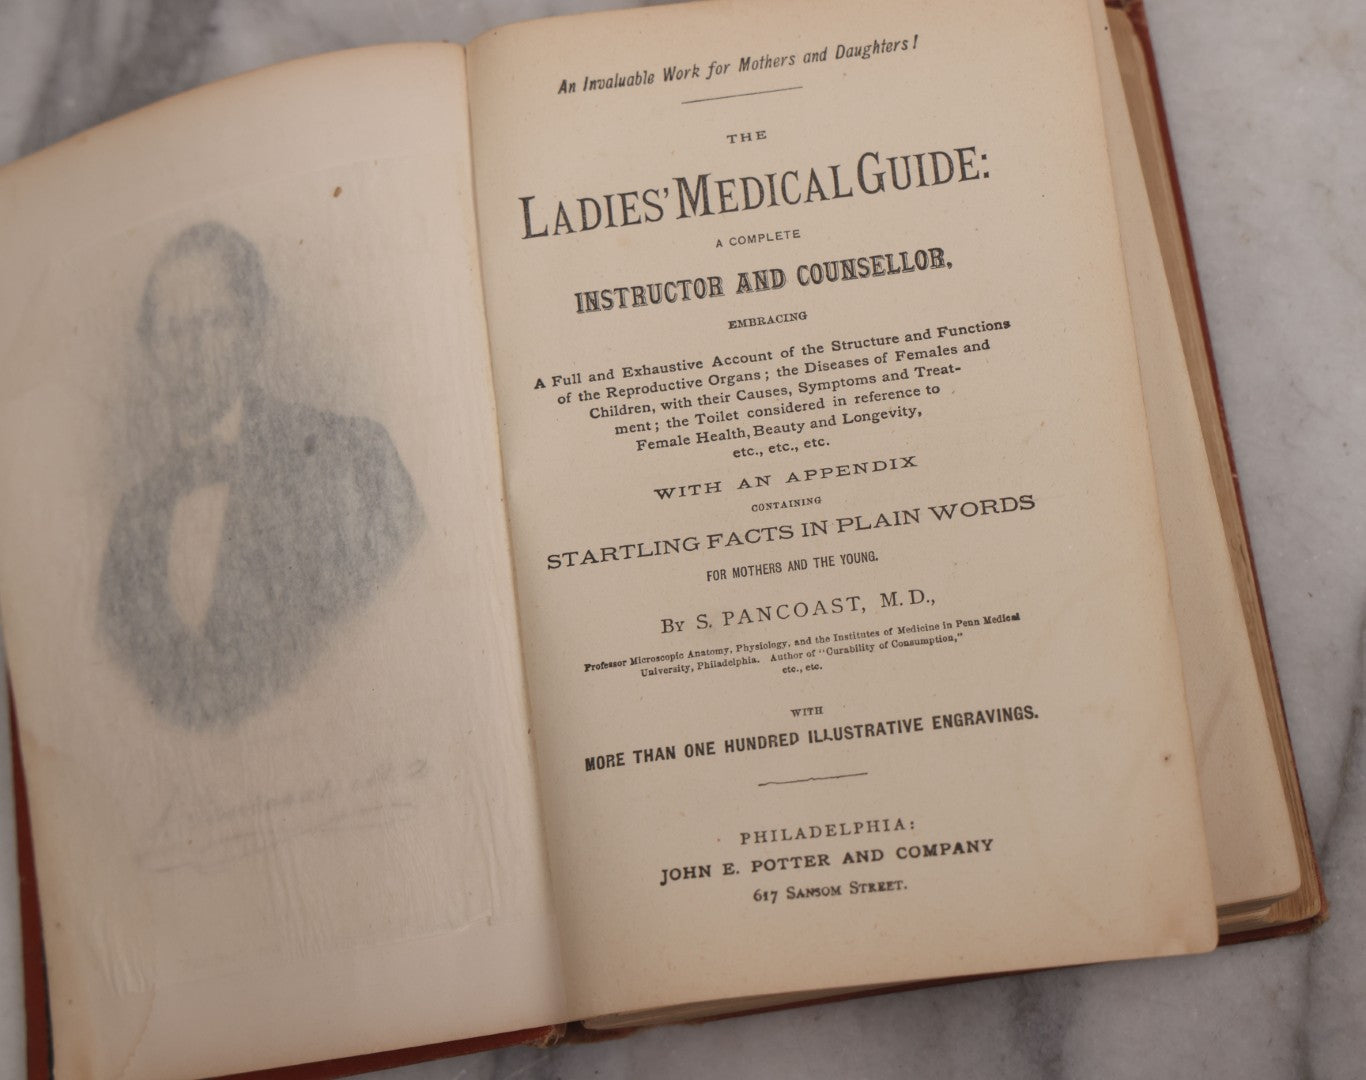 An Invaluable Work for Mothers and Daughters!
THE
LADIES' MEDICAL GUIDE:
A COMPLETE
INSTRUCTOR AND COUNSELLOR,
EMBRACING
A Full and Exhaustive Account of the Structure and Functions
of the Reproductive Organs; the Diseases of Females and
Children, with their Causes, Symptoms and Treat-
ment; the Toilet considered in reference to
Female Health, Beauty and Longevity,
etc., etc., etc.
WITH AN APPENDIX
CONTAINING
STARTLING FACTS IN PLAIN WORDS
FOR MOTHERS AND THE YOUNG.
BY S. PANCOAST, M.D.,
Professor Microscopic Anatomy, Physiology, and the Institutes of Medicine in Penn Medical
University, Philadelphia. Author of "Curability of Consumption,"
etc., etc.
WITH
MORE THAN ONE HUNDRED ILLUSTRATIVE ENGRAVINGS.
PHILADELPHIA:
JOHN E. POTTER AND COMPANY
617 SANSOM STREET.